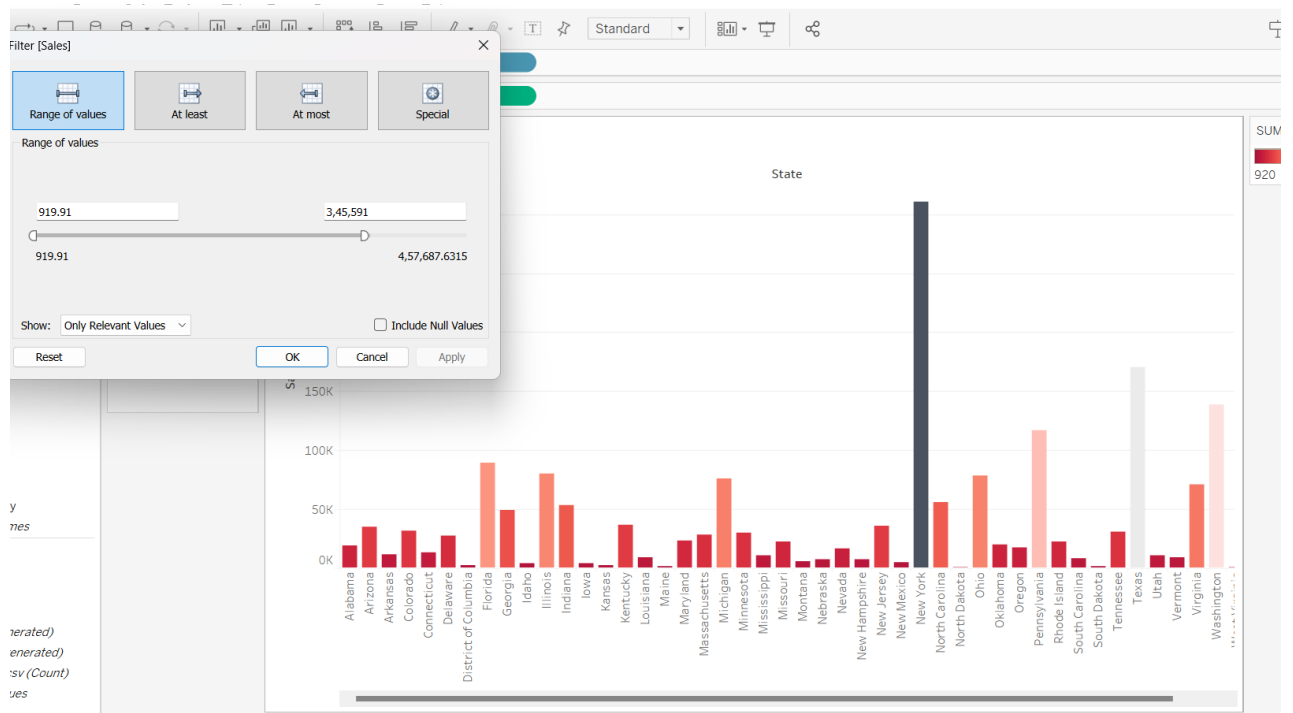 Standard
Filter [Sales]
Range of values
At least
At most
Special
Range of values
919.91
3,45,591
919.91
4,57,687.6315
Show:
Only Relevant Values
Include Null Values
Reset
OK
Cancel
Apply
SUM
920
State
150K
100K
50K
0K
Alabama
Arizona
Arkansas
Colorado
Connecticut
Delaware
District of Columbia
Florida
Georgia
Idaho
Illinois
Indiana
Iowa
Kansas
Kentucky
Louisiana
Maine
Maryland
Massachusetts
Michigan
Minnesota
Mississippi
Missouri
Montana
Nebraska
Nevada
New Hampshire
New Jersey
New Mexico
New York
North Carolina
North Dakota
Ohio
Oklahoma
Oregon
Pennsylvania
Rhode Island
South Carolina
South Dakota
Tennessee
Texas
Utah
Vermont
Virginia
Washington
y
mes
nerated)
enerated)
csv (Count)
ues